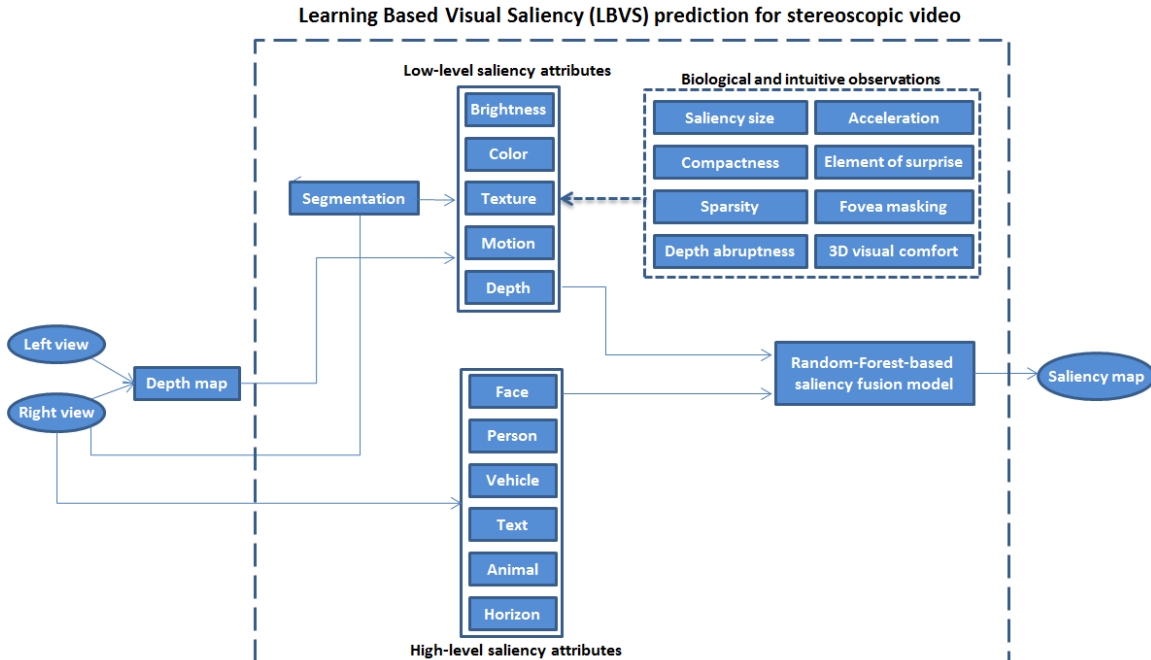 Learning Based Visual Saliency (LBVS) prediction for stereoscopic video
Low-level saliency attributes
Brightness
Color
Texture
Motion
Depth
Biological and intuitive observations
Saliency size
Acceleration
Compactness
Element of surprise
Sparsity
Fovea masking
Depth abruptness
3D visual comfort
Segmentation
Left view
Right view
Depth map
Face
Person
Vehicle
Text
Animal
Horizon
High-level saliency attributes
Random-Forest-based
saliency fusion model
Saliency map